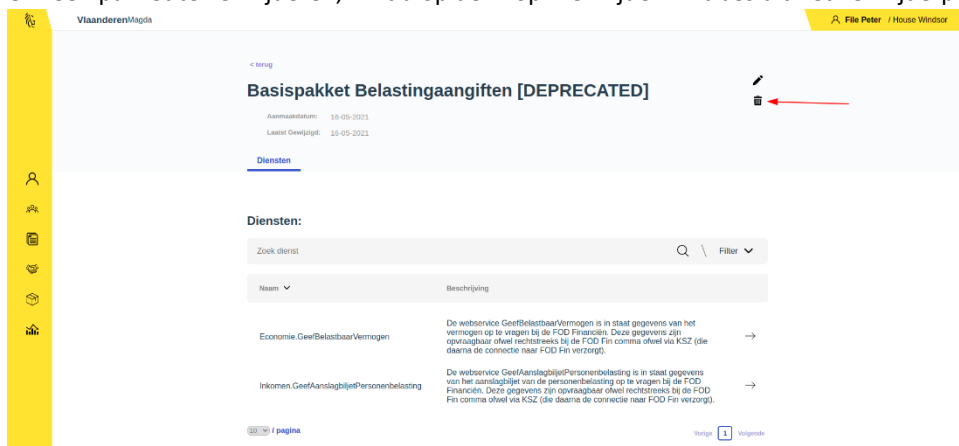 VlaanderenMagda
File Peter / House Windsor
< terug
Basispakket Belastingaangiften [DEPRECATED]
Aanmaakdatum: 16-05-2021
Laatst Gewijzigd: 16-05-2021
Diensten
Diensten:
Zoek dienst
Filter
Naam
Beschrijving
Economie.GeefBelastbaarVermogen
De webservice GeefBelastbaarVermogen is in staat gegevens van het
vermogen op te vragen bij de FOD Financiën. Deze gegevens zijn
opvraagbaar ofwel rechtstreeks bij de FOD Fin comma ofwel via KSZ (die
daarna de connectie naar FOD Fin verzorgt).
Inkomen.GeefAanslagbiljetPersonenbelasting
De webservice GeefAanslagbiljetPersonenbelasting is in staat gegevens
van het aanslagbiljet van de personenbelasting op te vragen bij de FOD
Financiën. Deze gegevens zijn opvraagbaar ofwel rechtstreeks bij de FOD
Fin comma ofwel via KSZ (die daarna de connectie naar FOD Fin verzorgt).
10 / pagina
Vorige 1 Volgende